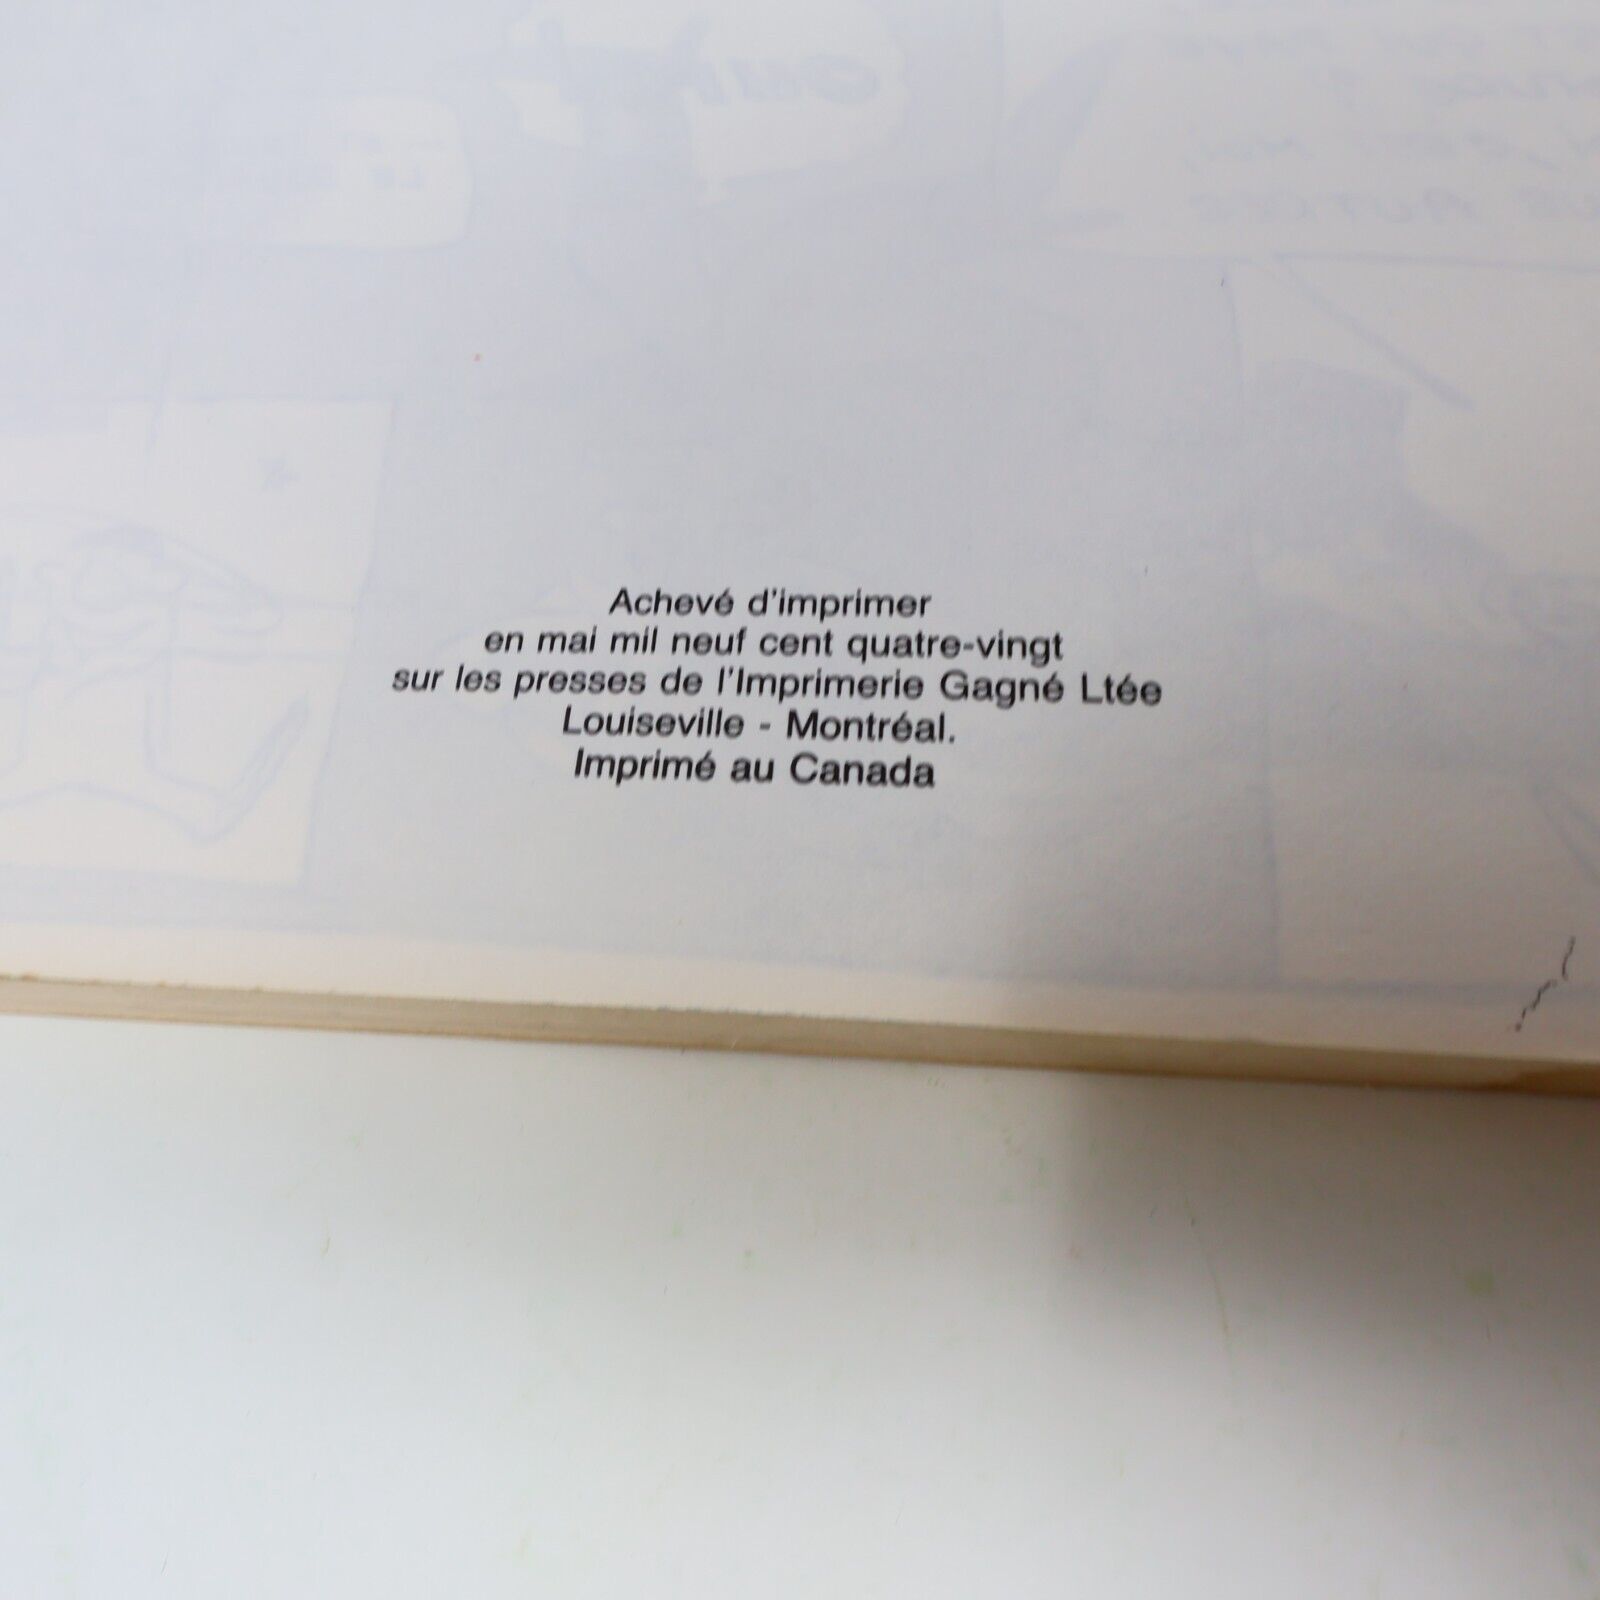 Achevé d'imprimer
en mai mil neuf cent quatre-vingt
sur les presses de l'Imprimerie Gagné Ltée
Louiseville - Montréal.
Imprimé au Canada